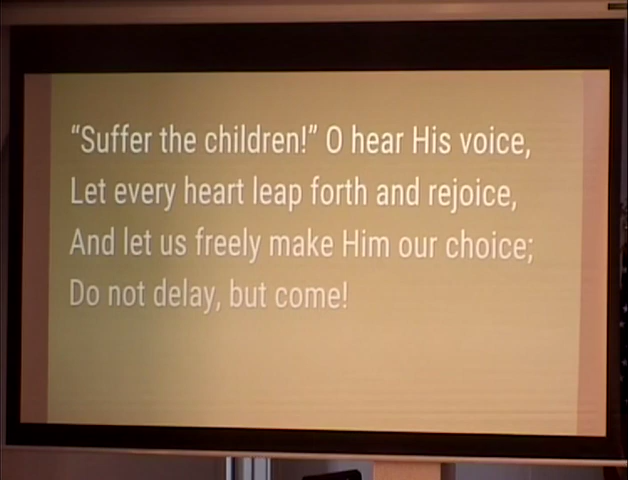 “Suffer the children!” O hear His voice,
Let every heart leap forth and rejoice,
And let us freely make Him our choice;
Do not delay, but come!